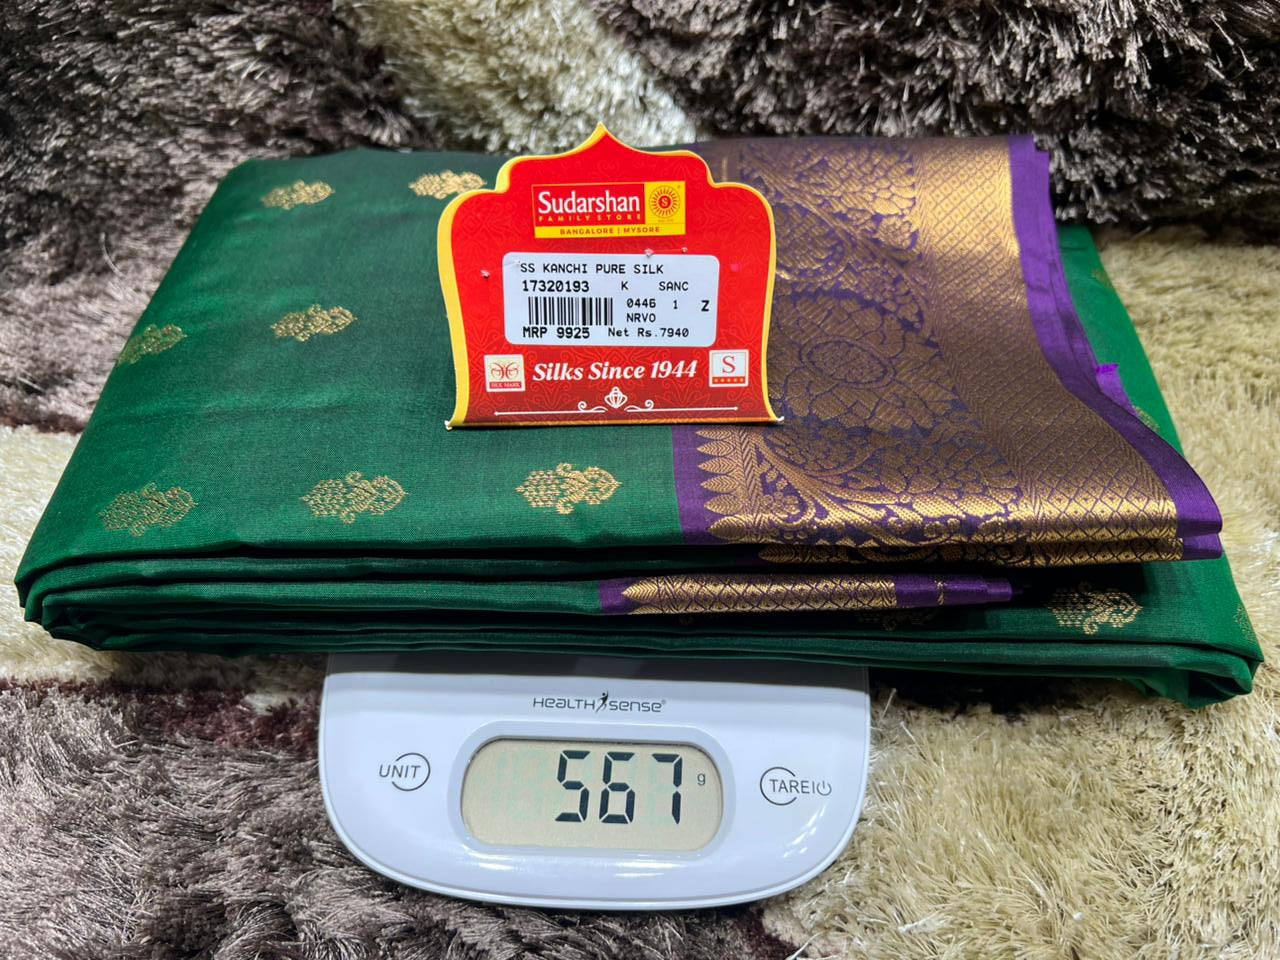 Sudarshan
FAMILY STORE
BANGALORE | MYSORE
SS KANCHI PURE SILK
17320193 K SANC
0446 1 Z
NRVO
MRP 9925 Net Rs.7940
SILK MARK
Silks Since 1944
S
HEALTH SENSE®
UNIT
567 g
TARE